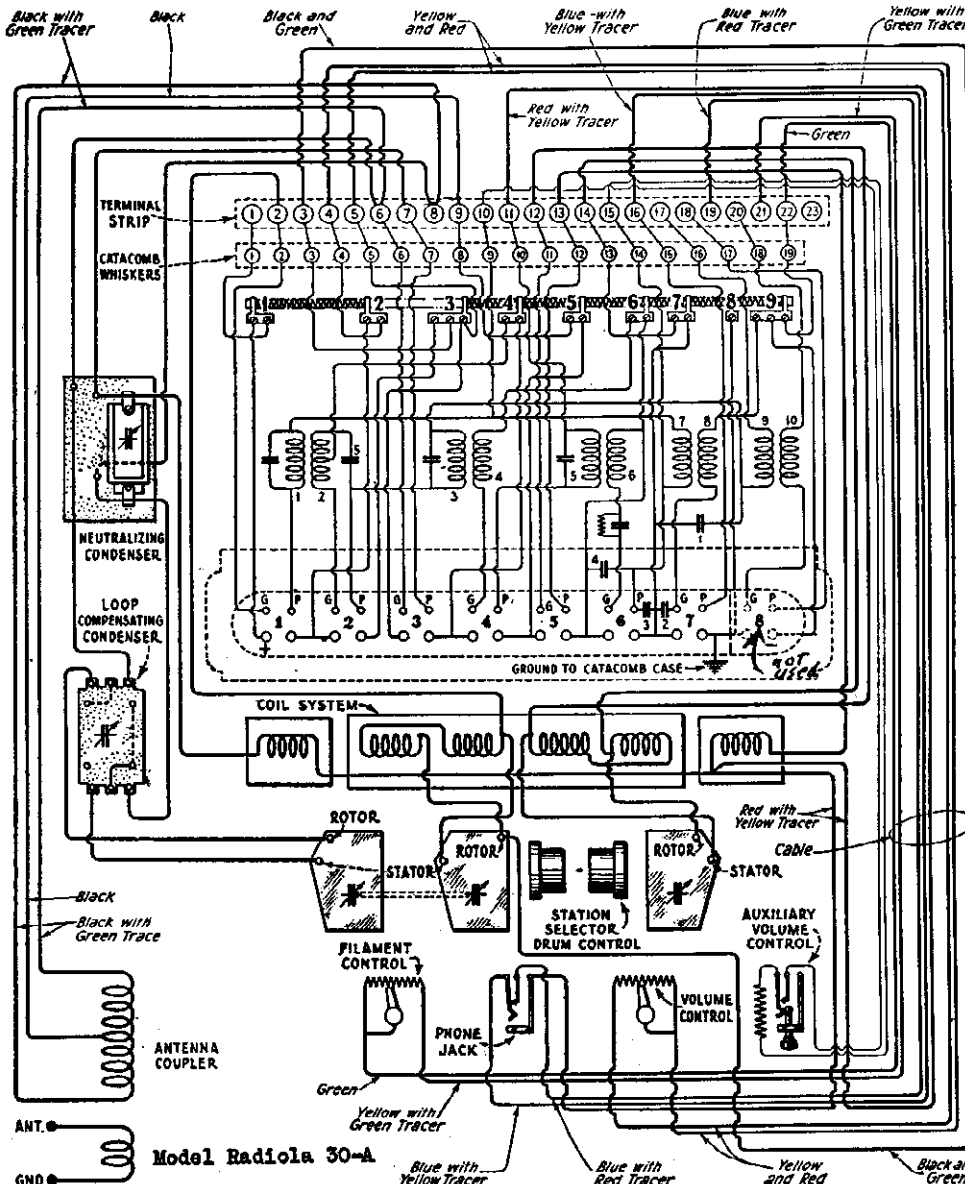 Black with
Green Tracer
Black
Black and
Green
Yellow
and Red
Blue with
Yellow Tracer
Blue with
Red Tracer
Yellow with
Green Tracer
Red with
Yellow Tracer
Green
TERMINAL
STRIP
1 2 3 4 5 6 7 8 9 10 11 12 13 14 15 16 17 18 19 20 21 22 23
CATACOMB
WHISKERS
1 2 3 4 5 6 7 8 9 10 11 12 13 14 15 16 17 18 19
1 2 3 4 5 6 7 8 9
7 8 9 10
5
4
6
1 2 3 5
1
4
NEUTRALIZING
CONDENSER
LOOP
COMPENSATING
CONDENSER
G P G P G P G P G P G P G P G P
3 2
1 2 3 4 5 6 7 8
GROUND TO CATACOMB CASE
not
used
COIL SYSTEM
Red with
Yellow Tracer
Cable
ROTOR
STATOR
ROTOR
ROTOR
STATOR
STATION
SELECTOR
DRUM CONTROL
AUXILIARY
VOLUME
CONTROL
Black
Black with
Green Trace
FILAMENT
CONTROL
PHONE
JACK
VOLUME
CONTROL
ANTENNA
COUPLER
Green
Yellow with
Green Tracer
ANT.
GND
Model Radiola 30-A
Blue with
Yellow Tracer
Blue with
Red Tracer
Yellow
and Red
Black an
Green